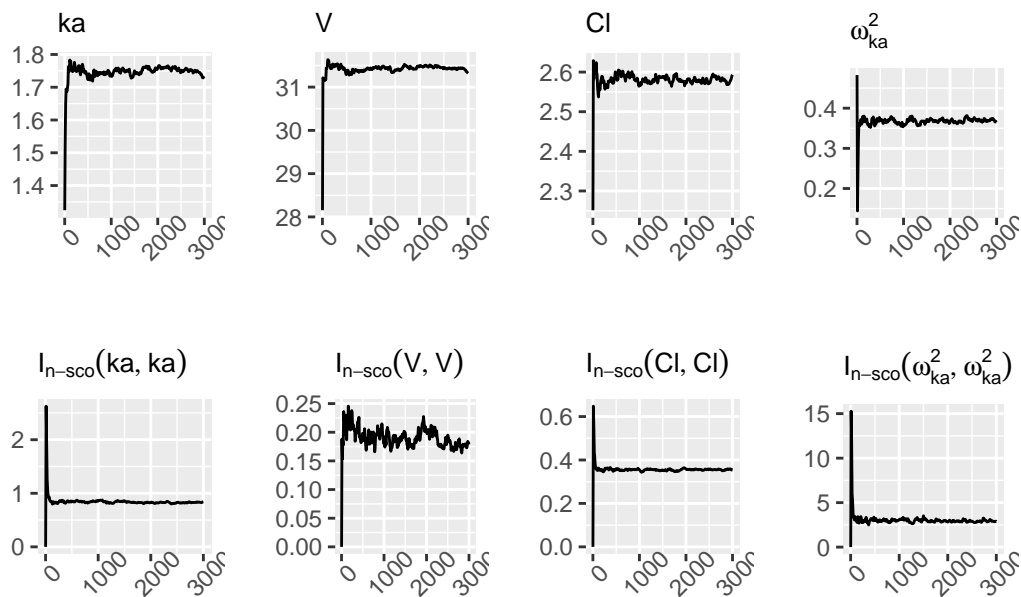 ka
1.8
1.7
1.6
1.5
1.4
0 1000 2000 3000
V
31
30
29
28
0 1000 2000 3000
Cl
2.6
2.5
2.4
2.3
0 1000 2000 3000
ω²ka
0.4
0.3
0.2
0 1000 2000 3000
In−sco(ka, ka)
2
1
0
0 1000 2000 3000
In−sco(V, V)
0.25
0.20
0.15
0.10
0.05
0.00
0 1000 2000 3000
In−sco(Cl, Cl)
0.6
0.4
0.2
0.0
0 1000 2000 3000
In−sco(ω²ka, ω²ka)
15
10
5
0
0 1000 2000 3000